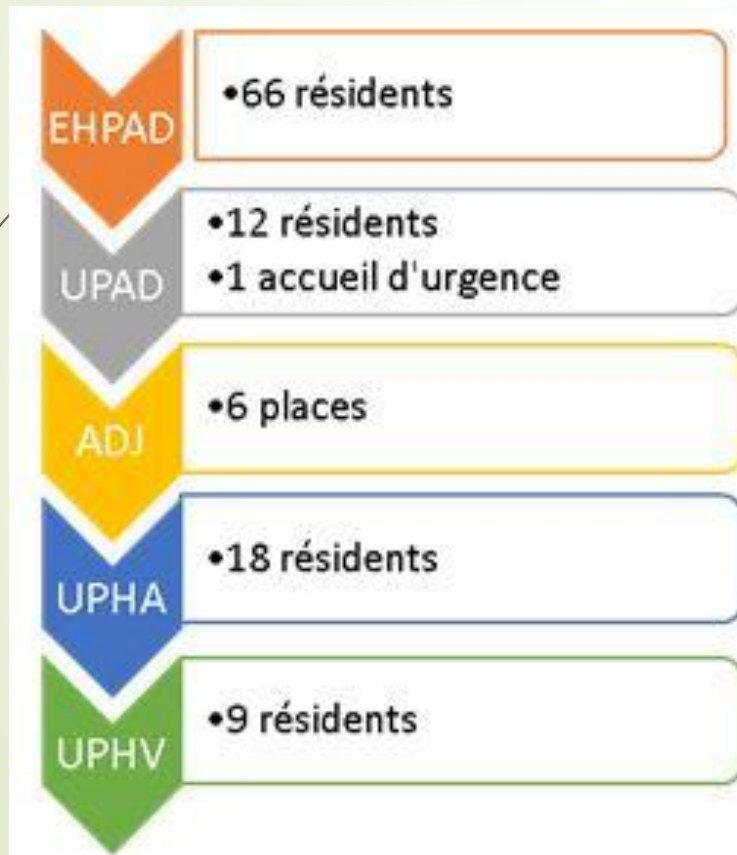 EHPAD
•66 résidents
UPAD
•12 résidents
•1 accueil d'urgence
ADJ
•6 places
UPHA
•18 résidents
UPHV
•9 résidents